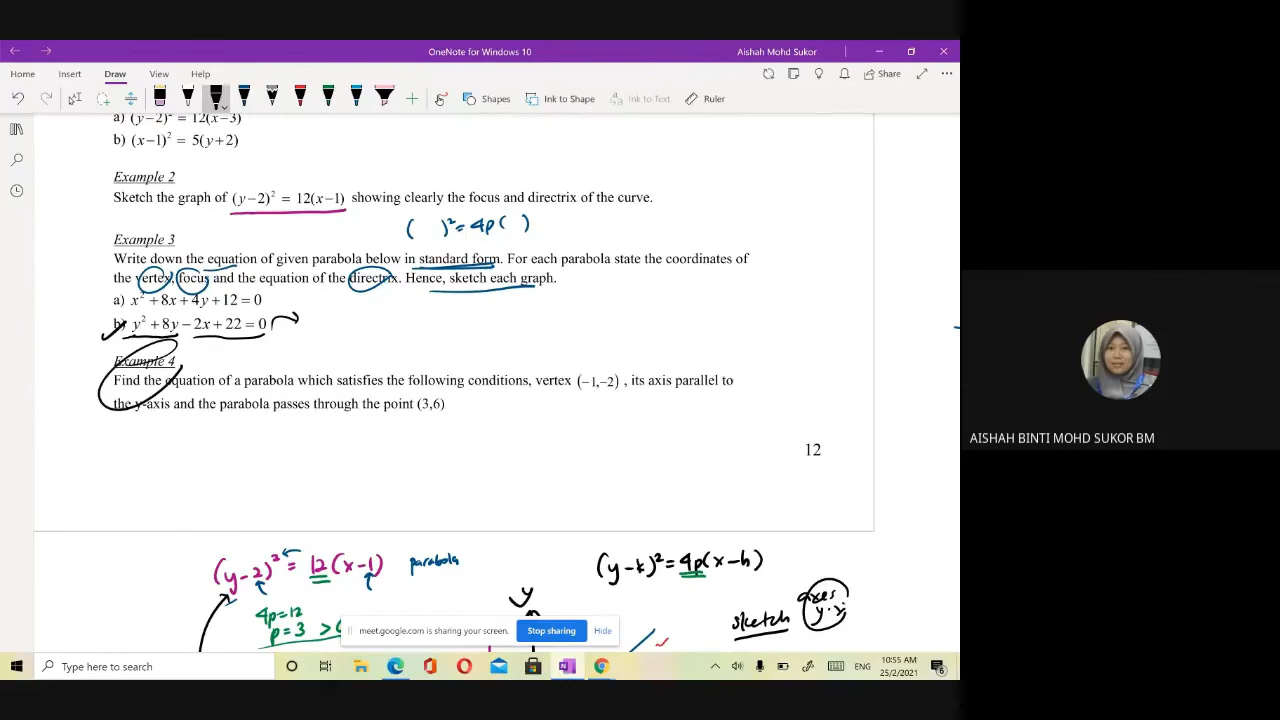 OneNote for Windows 10
Aishah Mohd Sukor
Home Insert Draw View Help
Share
Shapes Ink to Shape Ink to Text Ruler
a) (y−2)² = 12(x−3)
b) (x−1)² = 5(y+2)
Example 2
Sketch the graph of (y−2)² = 12(x−1) showing clearly the focus and directrix of the curve.
( )² = 4p( )
Example 3
Write down the equation of given parabola below in standard form. For each parabola state the coordinates of
the vertex, focus and the equation of the directrix. Hence, sketch each graph.
a) x² + 8x + 4y + 12 = 0
b) y² + 8y − 2x + 22 = 0
Example 4
Find the equation of a parabola which satisfies the following conditions, vertex (−1,−2) , its axis parallel to
the y-axis and the parabola passes through the point (3,6)
12
(y−2)² = 12(x−1) parabola (y−k)² = 4p(x−h)
4p=12
p=3 >0
y
sketch
axes
meet.google.com is sharing your screen. Stop sharing Hide
Type here to search
ENG
10:55 AM
25/2/2021
6
AISHAH BINTI MOHD SUKOR BM